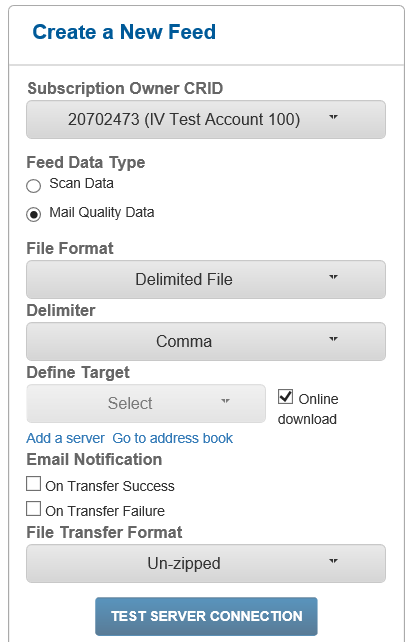 Create a New Feed
Subscription Owner CRID
20702473 (IV Test Account 100)
Feed Data Type
Scan Data
Mail Quality Data
File Format
Delimited File
Delimiter
Comma
Define Target
Select
Online
download
Add a server Go to address book
Email Notification
On Transfer Success
On Transfer Failure
File Transfer Format
Un-zipped
TEST SERVER CONNECTION